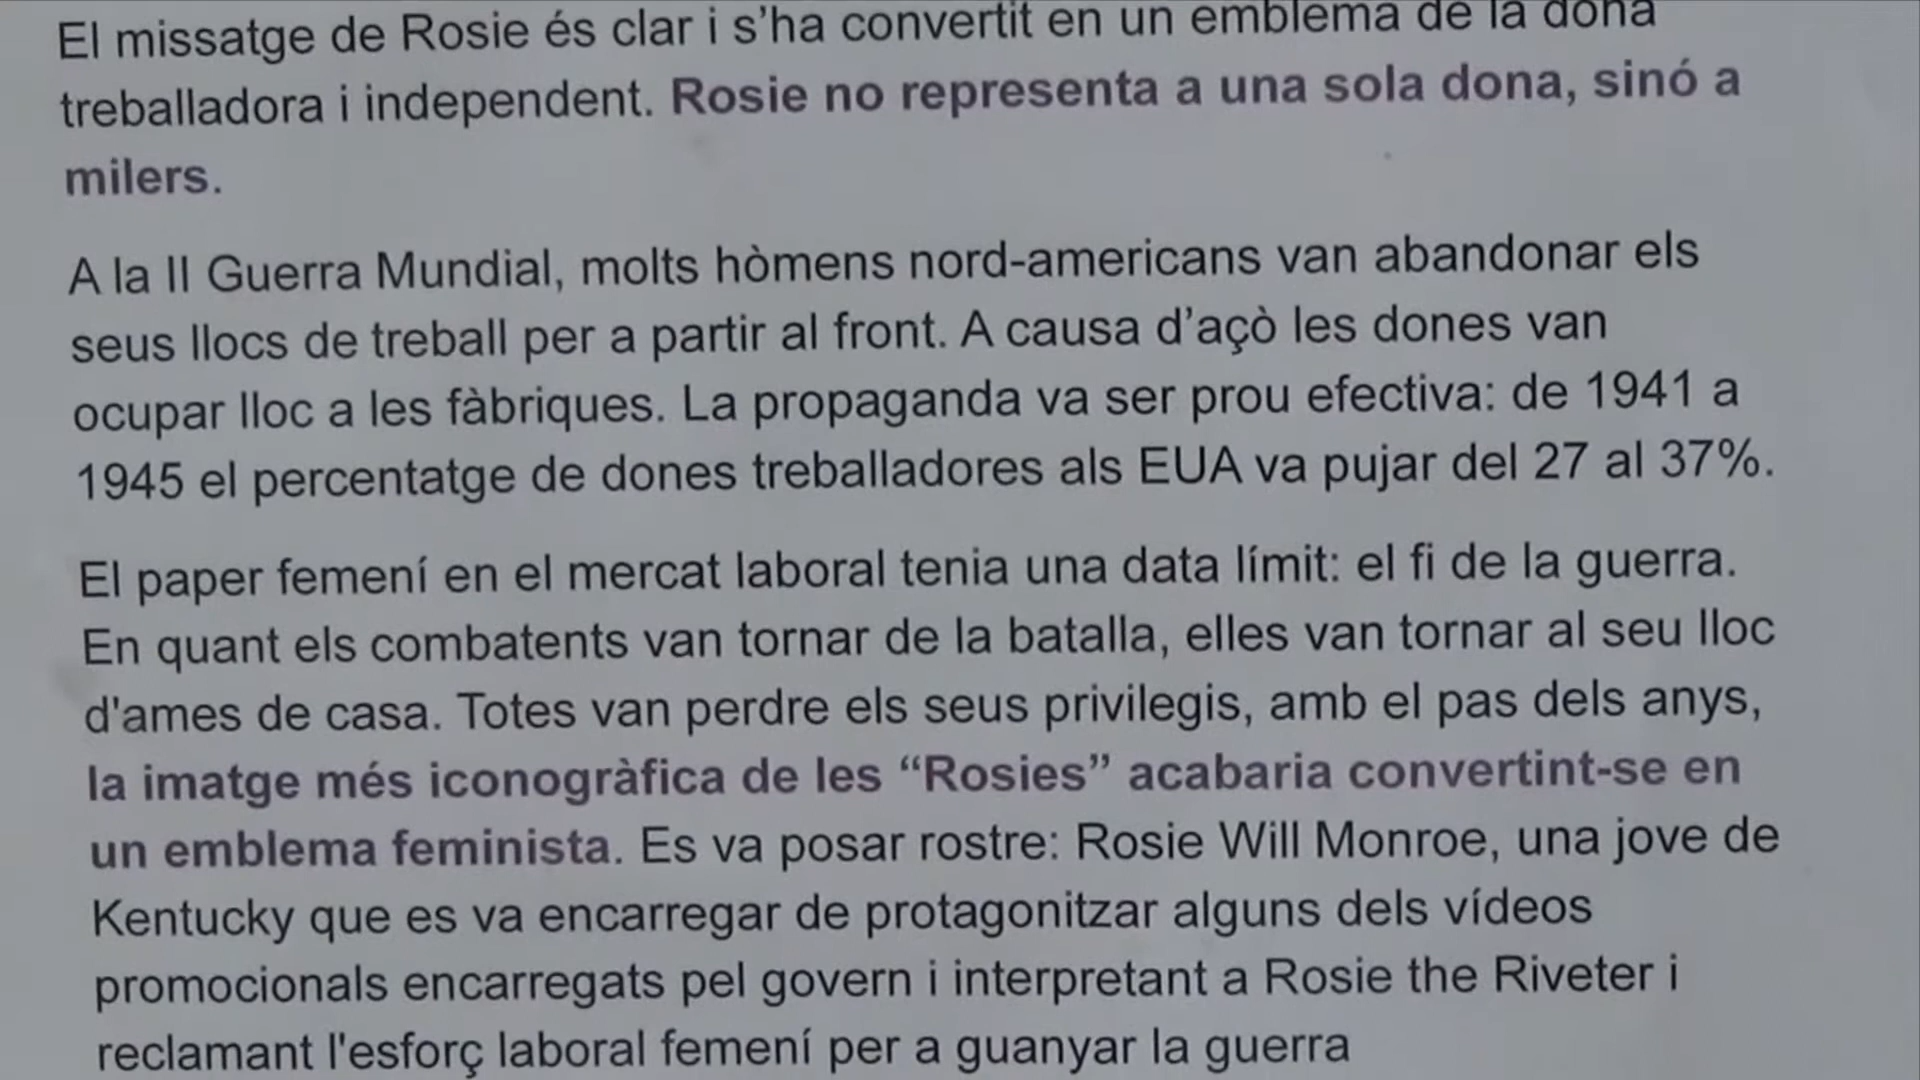 El missatge de Rosie és clar i s’ha convertit en un emblema de la dona
treballadora i independent. Rosie no representa a una sola dona, sinó a
milers.
A la II Guerra Mundial, molts hòmens nord-americans van abandonar els
seus llocs de treball per a partir al front. A causa d’açò les dones van
ocupar lloc a les fàbriques. La propaganda va ser prou efectiva: de 1941 a
1945 el percentatge de dones treballadores als EUA va pujar del 27 al 37%.
El paper femení en el mercat laboral tenia una data límit: el fi de la guerra.
En quant els combatents van tornar de la batalla, elles van tornar al seu lloc
d'ames de casa. Totes van perdre els seus privilegis, amb el pas dels anys,
la imatge més iconogràfica de les “Rosies” acabaria convertint-se en
un emblema feminista. Es va posar rostre: Rosie Will Monroe, una jove de
Kentucky que es va encarregar de protagonitzar alguns dels vídeos
promocionals encarregats pel govern i interpretant a Rosie the Riveter i
reclamant l'esforç laboral femení per a guanyar la guerra